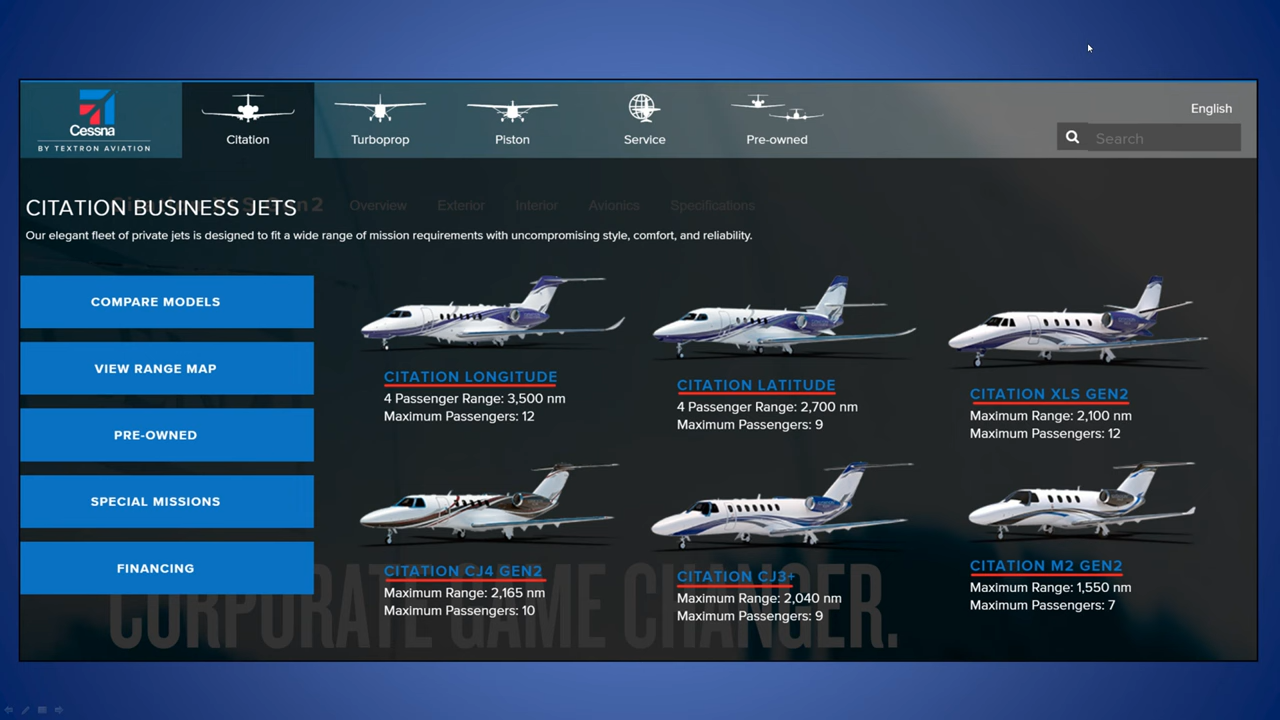 Cessna
BY TEXTRON AVIATION
Citation
Turboprop
Piston
Service
Pre-owned
English
Search
CITATION BUSINESS JETS
Gen 2
Overview
Exterior
Interior
Avionics
Specifications
Our elegant fleet of private jets is designed to fit a wide range of mission requirements with uncompromising style, comfort, and reliability.
COMPARE MODELS
VIEW RANGE MAP
PRE-OWNED
SPECIAL MISSIONS
FINANCING
CITATION LONGITUDE
4 Passenger Range: 3,500 nm
Maximum Passengers: 12
CITATION LATITUDE
4 Passenger Range: 2,700 nm
Maximum Passengers: 9
CITATION XLS GEN2
Maximum Range: 2,100 nm
Maximum Passengers: 12
CITATION CJ4 GEN2
Maximum Range: 2,165 nm
Maximum Passengers: 10
CITATION CJ3+
Maximum Range: 2,040 nm
Maximum Passengers: 9
CITATION M2 GEN2
Maximum Range: 1,550 nm
Maximum Passengers: 7
CORPORATE GAME CHANGER.